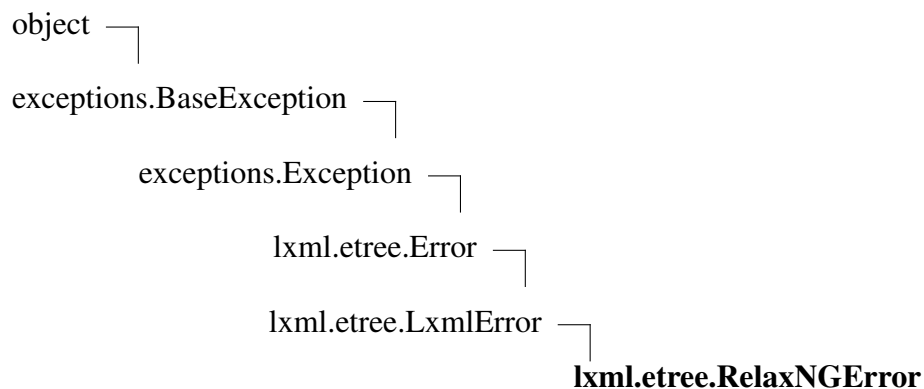 object
exceptions.BaseException
exceptions.Exception
lxml.etree.Error
lxml.etree.LxmlError
lxml.etree.RelaxNGError